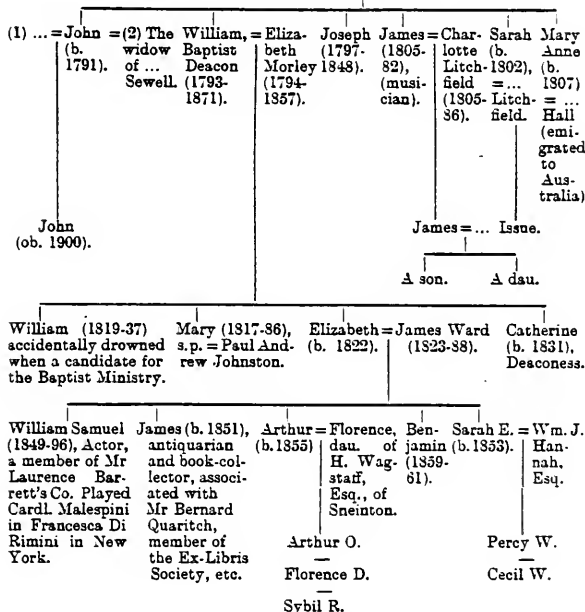 (1) ... = John = (2) The William, = Eliza- Joseph James = Char- Sarah Mary
(b. widow Baptist beth (1797- (1805- lotte (b. Anne
1791). of ... Deacon Morley 1848). 82), Litch- 1802), (b.
Sewell. (1793- (1794- (musi- field = ... 1807)
1871). 1857). cian). (1805- Litch- = ...
86). field. Hall
(emi-
grated
to
Aus-
tralia)
John
(ob. 1900).
James = ... Issue.
A son. A dau.
William (1819-37) Mary (1817-86), Elizabeth = James Ward Catherine
accidentally drowned s.p. = Paul And- (b. 1822). (1823-88). (b. 1831),
when a candidate for rew Johnston. Deaconess.
the Baptist Ministry.
William Samuel James (b. 1851), Arthur = Florence, Ben- Sarah E. = Wm. J.
(1849-96), Actor, antiquarian (b. 1855) dau. of jamin (b. 1853). Han-
a member of Mr and book-col- H. Wag- (1859- nah,
Laurence Bar- lector, associ- staff, 61). Esq.
rett's Co. Played ated with Esq., of
Cardl. Malespini Mr Bernard Sneinton.
in Francesca Di Quaritch,
Rimini in New member of Arthur O. Percy W.
York. the Ex-Libris
Society, etc. Florence D. Cecil W.
Sybil R.